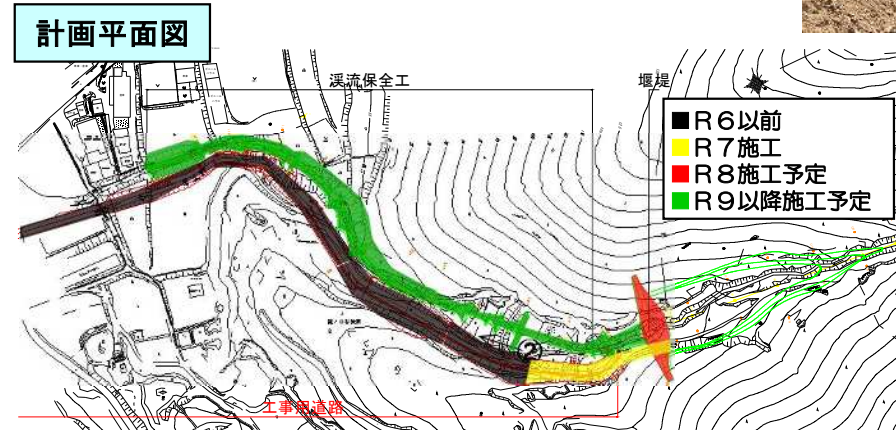 計画平面図
渓流保全工
堰堤
R6以前
R7施工
R8施工予定
R9以降施工予定
工事用道路